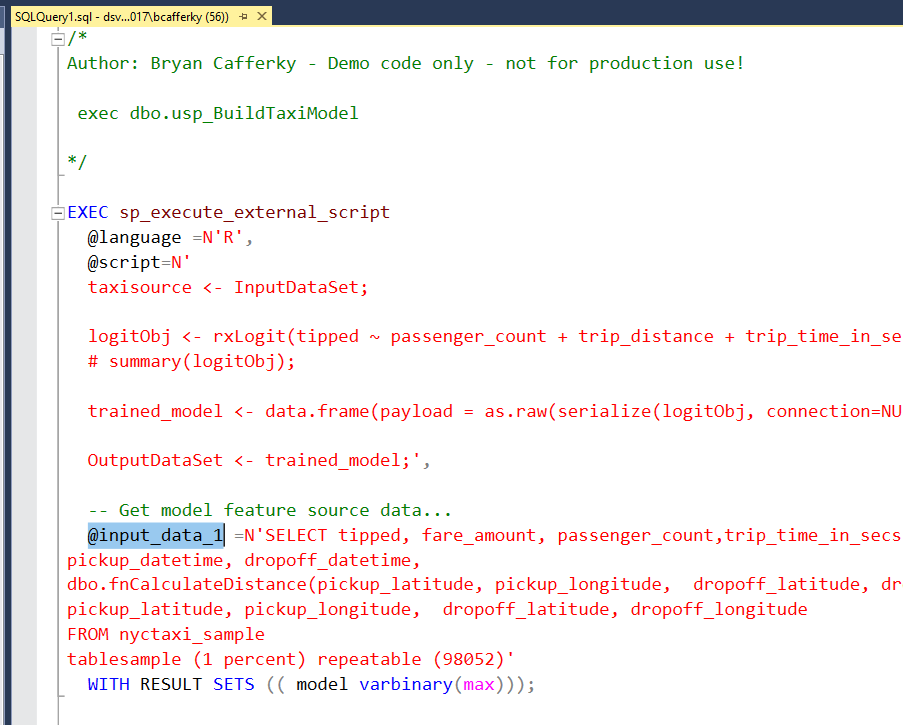 SQLQuery1.sql - dsv...017\bcafferky (56))
/*
Author: Bryan Cafferky - Demo code only - not for production use!
exec dbo.usp_BuildTaxiModel
*/
EXEC sp_execute_external_script
@language =N'R',
@script=N'
taxisource <- InputDataSet;
logitObj <- rxLogit(tipped ~ passenger_count + trip_distance + trip_time_in_se
# summary(logitObj);
trained_model <- data.frame(payload = as.raw(serialize(logitObj, connection=NU
OutputDataSet <- trained_model;',
-- Get model feature source data...
@input_data_1 =N'SELECT tipped, fare_amount, passenger_count,trip_time_in_secs
pickup_datetime, dropoff_datetime,
dbo.fnCalculateDistance(pickup_latitude, pickup_longitude,  dropoff_latitude, dr
pickup_latitude, pickup_longitude,  dropoff_latitude, dropoff_longitude
FROM nyctaxi_sample
tablesample (1 percent) repeatable (98052)'
WITH RESULT SETS (( model varbinary(max)));